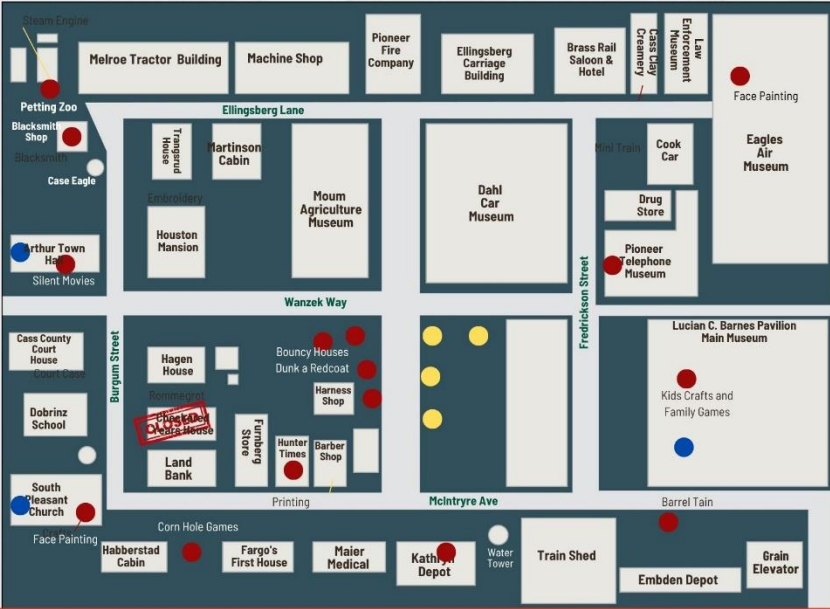 Steam Engine
Melroe Tractor Building
Machine Shop
Pioneer
Fire
Company
Ellingsberg
Carriage
Building
Brass Rail
Saloon &
Hotel
Cass Clay
Creamery
Law
Enforcement
Museum
Face Painting
Eagles
Air
Museum
Petting Zoo
Ellingsberg Lane
Blacksmith
Shop
Blacksmith
Case Eagle
Trangsrud
House
Martinson
Cabin
Embroidery
Houston
Mansion
Moum
Agriculture
Museum
Dahl
Car
Museum
Mini Train
Cook
Car
Drug
Store
Pioneer
Telephone
Museum
Arthur Town
Hall
Silent Movies
Wanzek Way
Burgum Street
Fredrickson Street
Cass County
Court
House
Court Case
Dobrinz
School
South
Pleasant
Church
Crafts
Face Painting
Hagen
House
Rommegrot
Checkered
Years House
CLOSED
Land
Bank
Furnberg
Store
Hunter
Times
Barber
Shop
Harness
Shop
Bouncy Houses
Dunk a Redcoat
Printing
McIntryre Ave
Lucian C. Barnes Pavilion
Main Museum
Kids Crafts and
Family Games
Barrel Tain
Corn Hole Games
Habberstad
Cabin
Fargo's
First House
Maier
Medical
Kathryn
Depot
Water
Tower
Train Shed
Embden Depot
Grain
Elevator